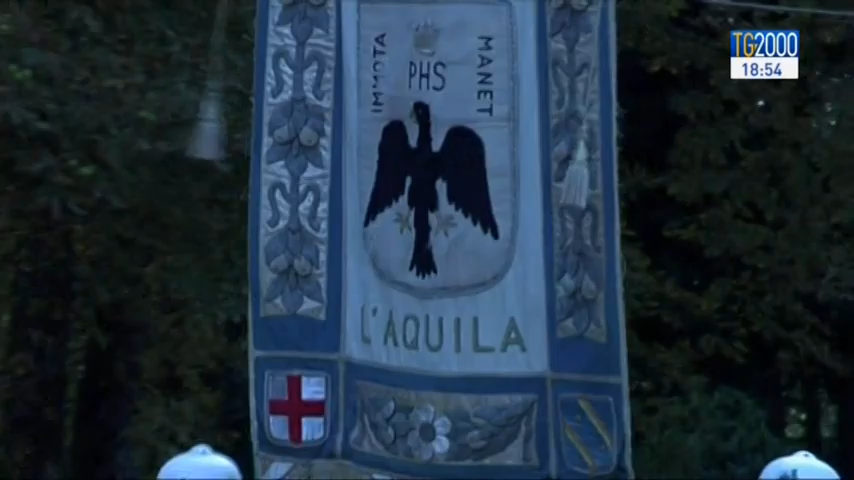 TG2000
18:54
IMMOTA
MANET
PHS
L'AQUILA